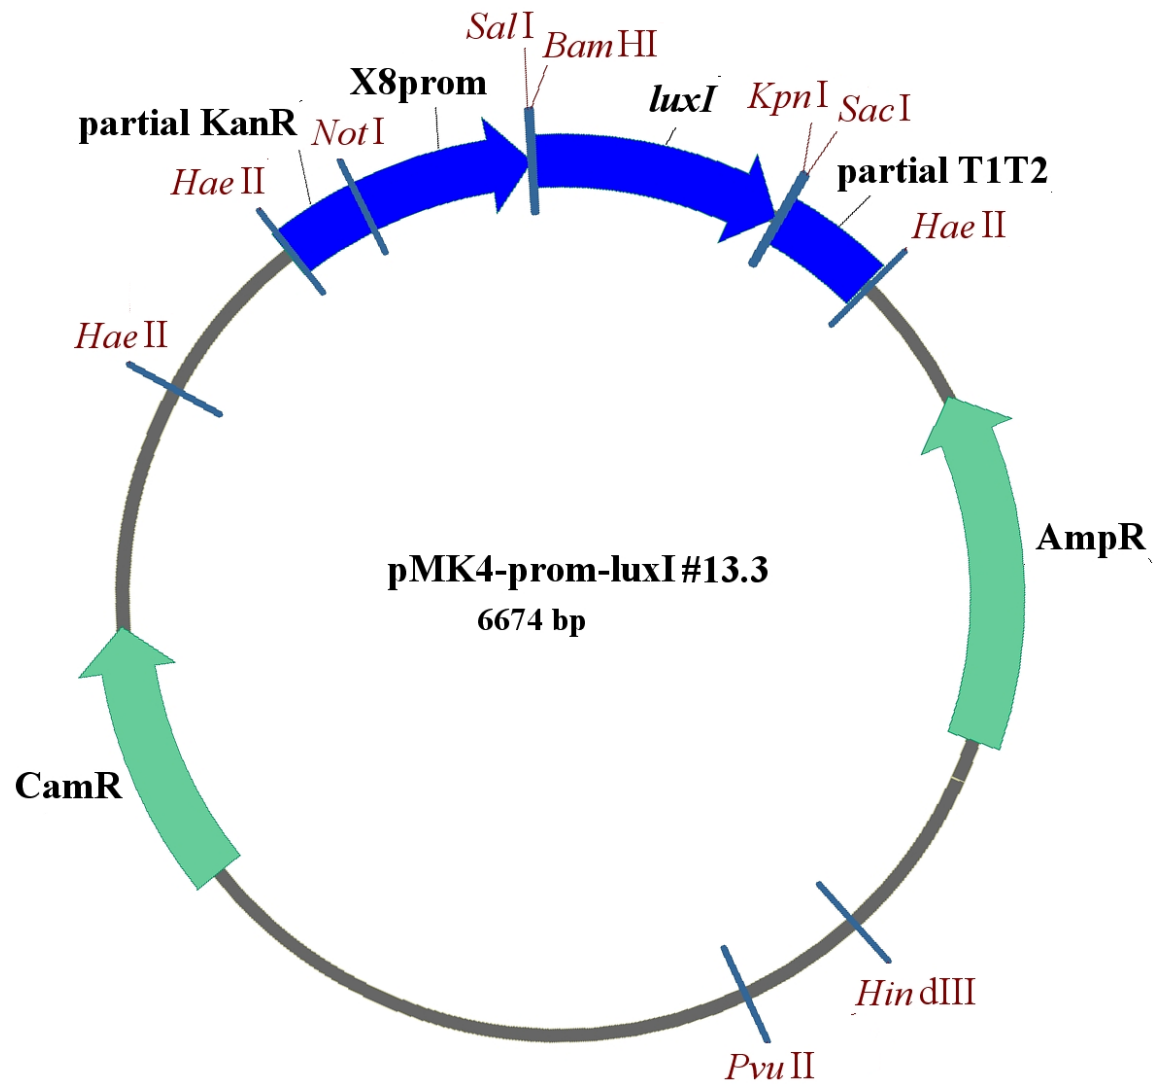 SalI
BamHI
X8prom
luxI
KpnI
SacI
partial KanR
NotI
partial T1T2
HaeII
HaeII
HaeII
AmpR
pMK4-prom-luxI #13.3
6674 bp
CamR
HindIII
PvuII